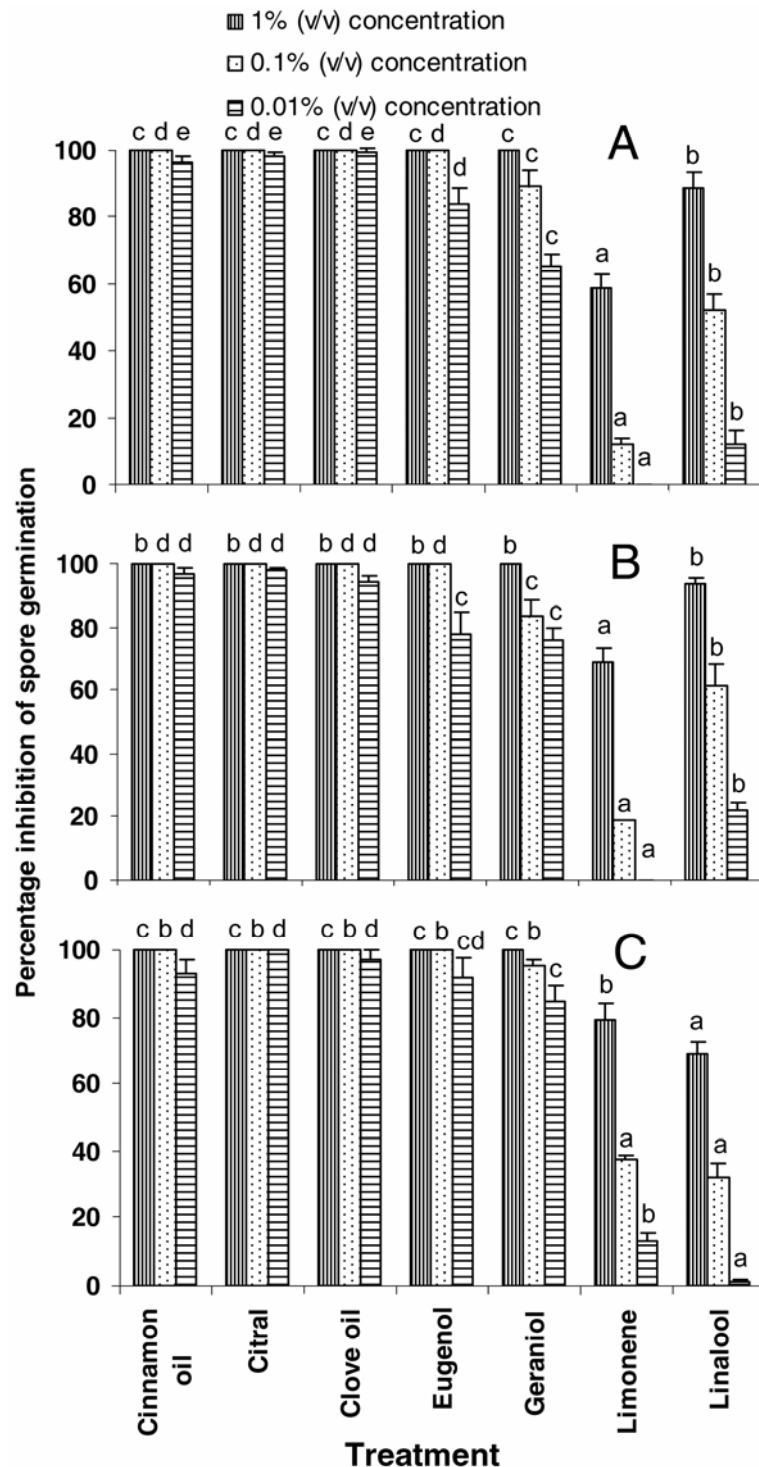 1% (v/v) concentration
0.1% (v/v) concentration
0.01% (v/v) concentration
Percentage inhibition of spore germination
A
c d e c d e c d e c d d c c c a a a b b b
100
80
60
40
20
0
B
b d d b d d b d d b d c b c c a a a b b b
100
80
60
40
20
0
C
c b d c b d c b d c b cd c b c b a b a a a
100
80
60
40
20
0
Cinnamon
oil
Citral
Clove oil
Eugenol
Geraniol
Limonene
Linalool
Treatment